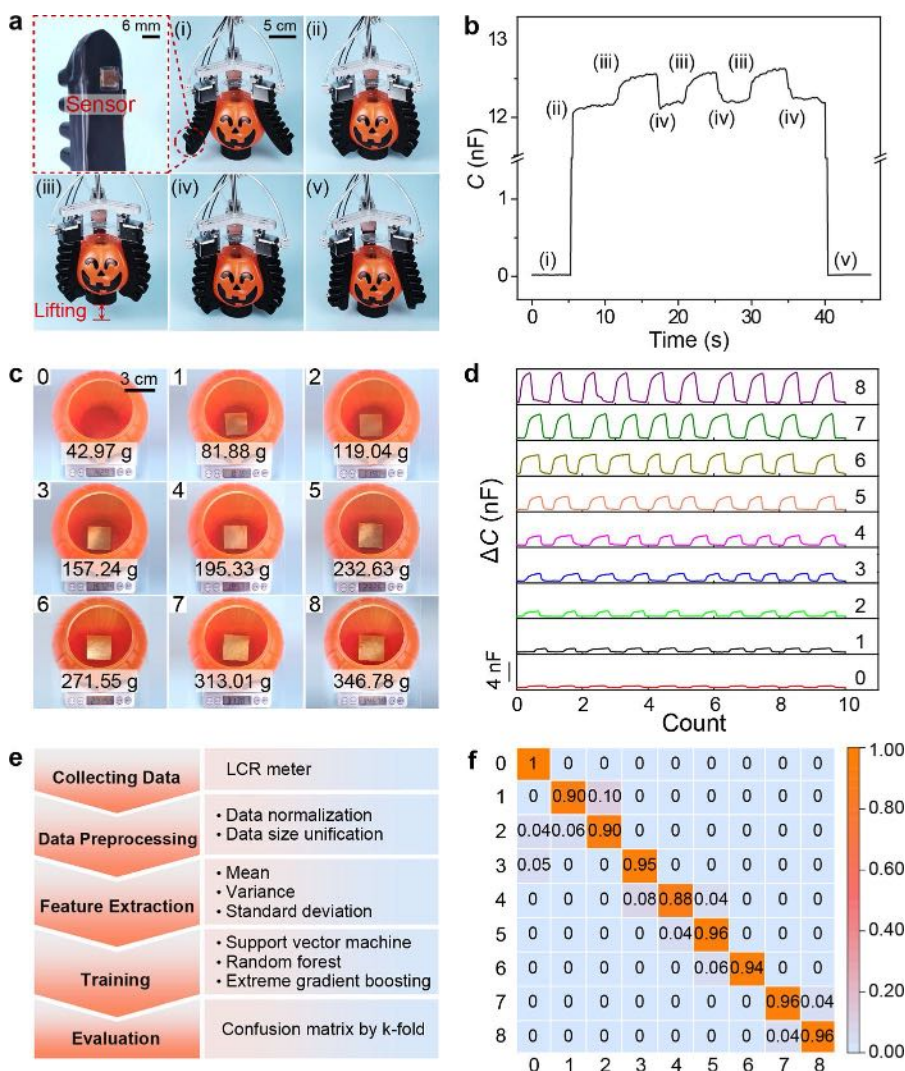 a
6 mm
Sensor
(i)
5 cm
(ii)
(iii)
Lifting
(iv)
(v)
b
13
12
1
0
C (nF)
(i)
(ii)
(iii)
(iii)
(iii)
(iv)
(iv)
(iv)
(v)
0 10 20 30 40
Time (s)
c
0
3 cm
42.97 g
1
81.88 g
2
119.04 g
3
157.24 g
4
195.33 g
5
232.63 g
6
271.55 g
7
313.01 g
8
346.78 g
d
8
7
6
5
4
3
2
1
0
ΔC (nF)
4 nF
0 2 4 6 8 10
Count
e
Collecting Data
LCR meter
Data Preprocessing
• Data normalization
• Data size unification
Feature Extraction
• Mean
• Variance
• Standard deviation
Training
• Support vector machine
• Random forest
• Extreme gradient boosting
Evaluation
Confusion matrix by k-fold
f
0 1 0 0 0 0 0 0 0 0
1 0 0.90 0.10 0 0 0 0 0 0
2 0.04 0.06 0.90 0 0 0 0 0 0
3 0.05 0 0 0.95 0 0 0 0 0
4 0 0 0 0.08 0.88 0.04 0 0 0
5 0 0 0 0 0.04 0.96 0 0 0
6 0 0 0 0 0 0.06 0.94 0 0
7 0 0 0 0 0 0 0 0.96 0.04
8 0 0 0 0 0 0 0 0.04 0.96
0 1 2 3 4 5 6 7 8
1.00
0.80
0.60
0.40
0.20
0.00